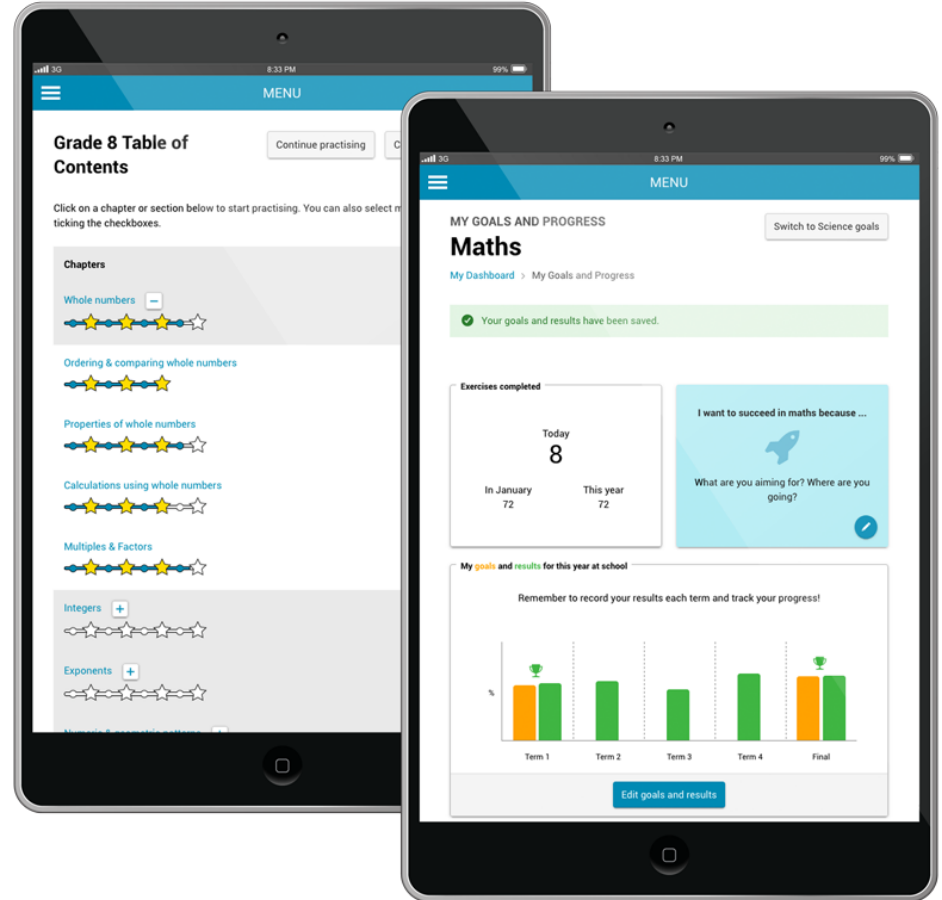 3G 8:33 PM 99%
MENU
Grade 8 Table of
Contents
Continue practising
Click on a chapter or section below to start practising. You can also select
ticking the checkboxes.
Chapters
Whole numbers
Ordering & comparing whole numbers
Properties of whole numbers
Calculations using whole numbers
Multiples & Factors
Integers
Exponents
Numeric & geometric patterns
3G 8:33 PM 99%
MENU
MY GOALS AND PROGRESS
Maths
Switch to Science goals
My Dashboard > My Goals and Progress
Your goals and results have been saved.
Exercises completed
Today
8
In January
72
This year
72
I want to succeed in maths because ...
What are you aiming for? Where are you
going?
My goals and results for this year at school
Remember to record your results each term and track your progress!
%
Term 1 Term 2 Term 3 Term 4 Final
Edit goals and results